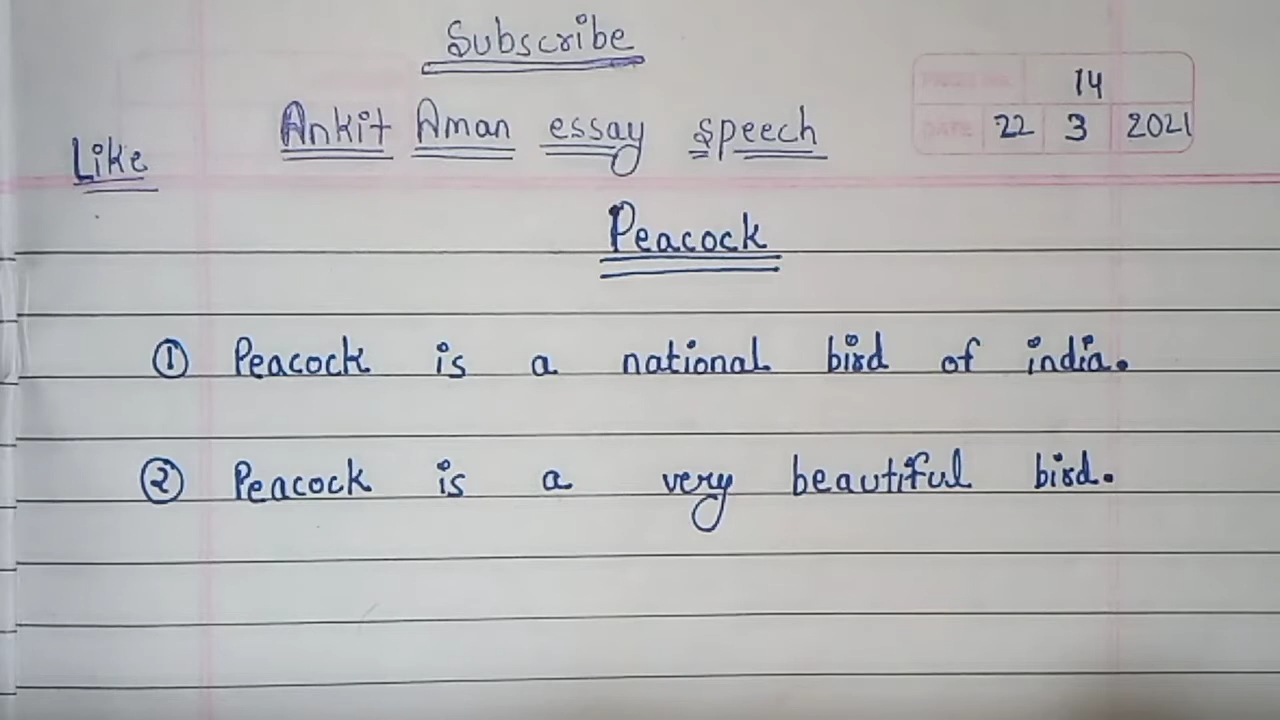 Subscribe
14
Ankit Aman essay speech
DATE 22 3 2021
Like
Peacock
① Peacock is a national bird of india.
② Peacock is a very beautiful bird.